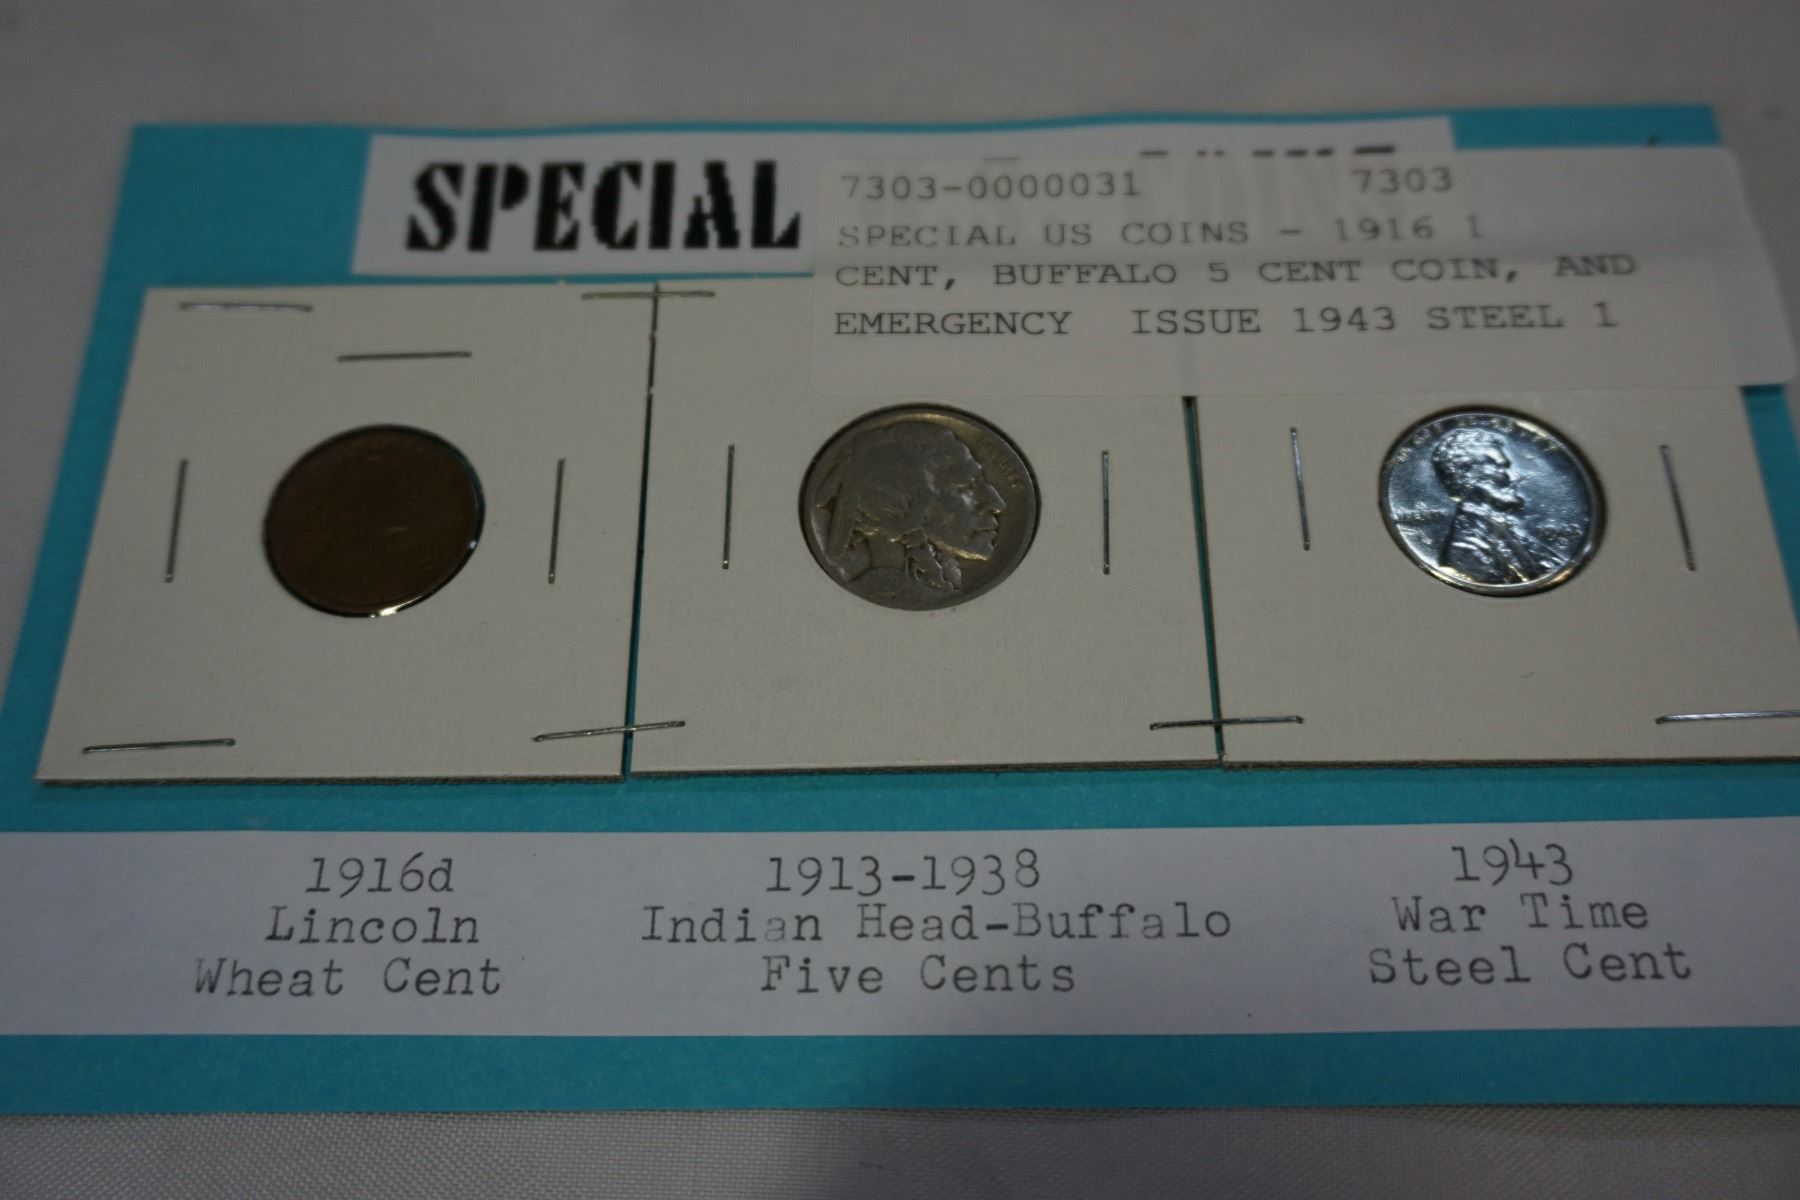 SPECIAL
7303-0000031 7303
SPECIAL US COINS - 1916 1
CENT, BUFFALO 5 CENT COIN, AND
EMERGENCY ISSUE 1943 STEEL 1
1916d
Lincoln
Wheat Cent
1913-1938
Indian Head-Buffalo
Five Cents
1943
War Time
Steel Cent